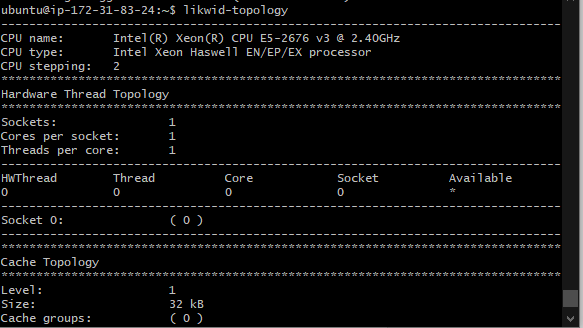 ubuntu@ip-172-31-83-24:~$ likwid-topology
--------------------------------------------------------------------------------
CPU name: Intel(R) Xeon(R) CPU E5-2676 v3 @ 2.40GHz
CPU type: Intel Xeon Haswell EN/EP/EX processor
CPU stepping: 2
********************************************************************************
Hardware Thread Topology
********************************************************************************
Sockets: 1
Cores per socket: 1
Threads per core: 1
--------------------------------------------------------------------------------
HWThread Thread Core Socket Available
0 0 0 0 *
--------------------------------------------------------------------------------
Socket 0: ( 0 )
--------------------------------------------------------------------------------
********************************************************************************
Cache Topology
********************************************************************************
Level: 1
Size: 32 kB
Cache groups: ( 0 )